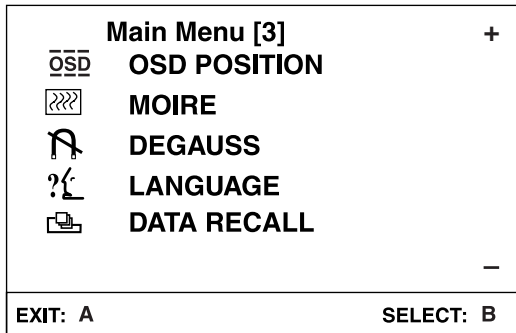 Main Menu [3] +
OSD OSD POSITION
MOIRE
DEGAUSS
? LANGUAGE
DATA RECALL
–
EXIT: A SELECT: B